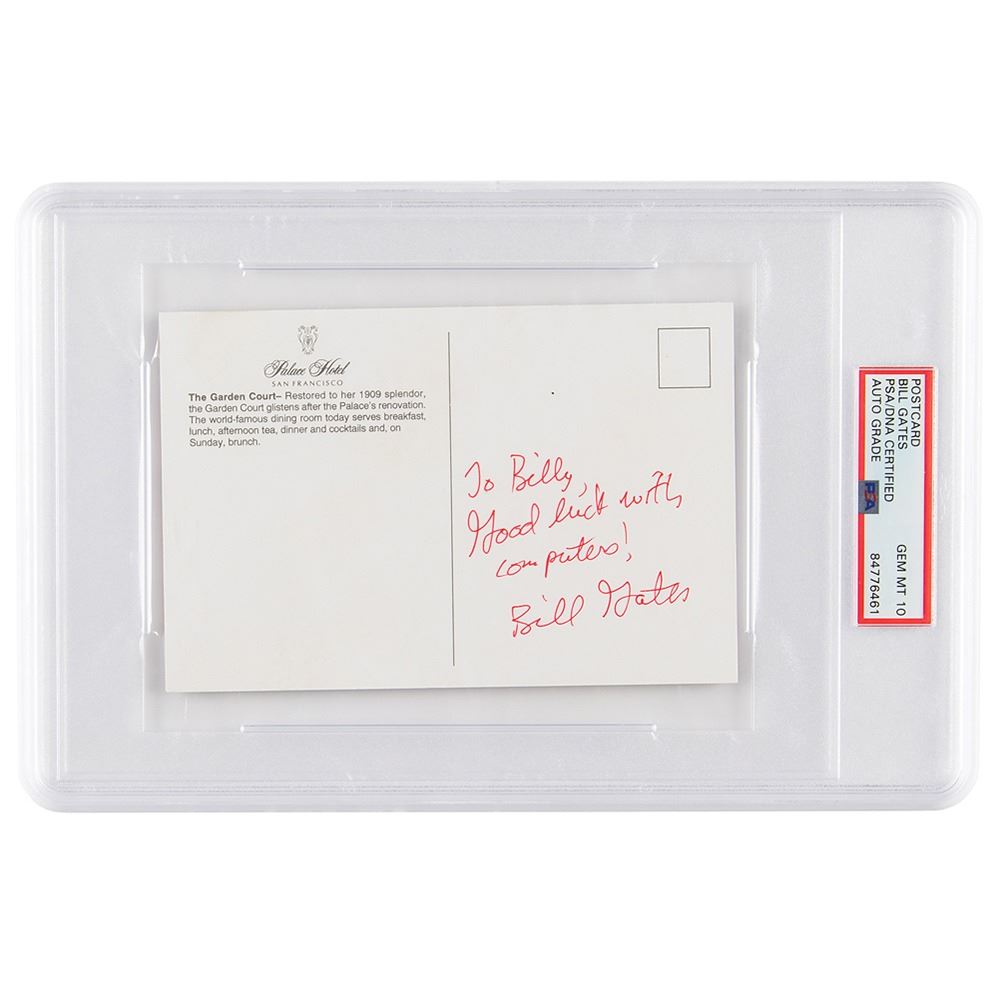 Palace Hotel
SAN FRANCISCO
The Garden Court– Restored to her 1909 splendor,
the Garden Court glistens after the Palace's renovation.
The world-famous dining room today serves breakfast,
lunch, afternoon tea, dinner and cocktails and, on
Sunday, brunch.
To Billy,
Good luck with
computers!
Bill Gates
POSTCARD
BILL GATES
PSA/DNA CERTIFIED
AUTO GRADE GEM MT 10
PSA 84776461